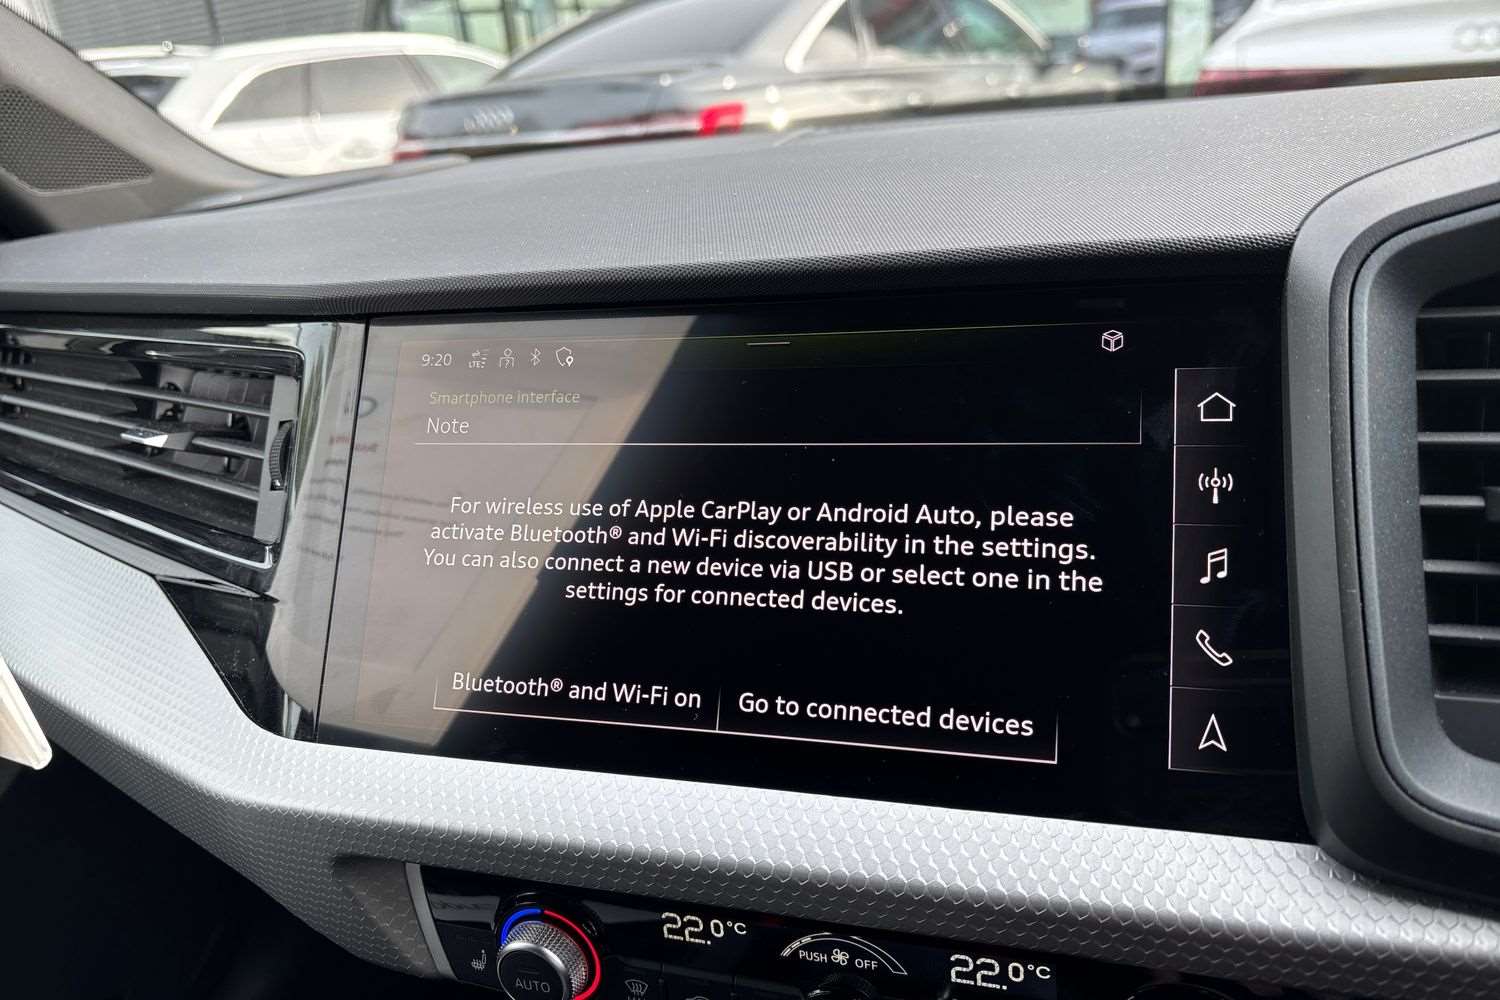 9:20 LTE
Smartphone interface
Note
For wireless use of Apple CarPlay or Android Auto, please
activate Bluetooth® and Wi-Fi discoverability in the settings.
You can also connect a new device via USB or select one in the
settings for connected devices.
Bluetooth® and Wi-Fi on
Go to connected devices
22.0°C
PUSH OFF
22.0°C
AUTO